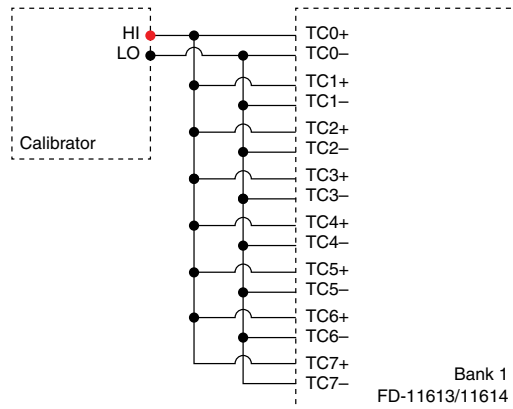 HI
LO
Calibrator
TC0+
TC0–
TC1+
TC1–
TC2+
TC2–
TC3+
TC3–
TC4+
TC4–
TC5+
TC5–
TC6+
TC6–
TC7+
TC7–
Bank 1
FD-11613/11614